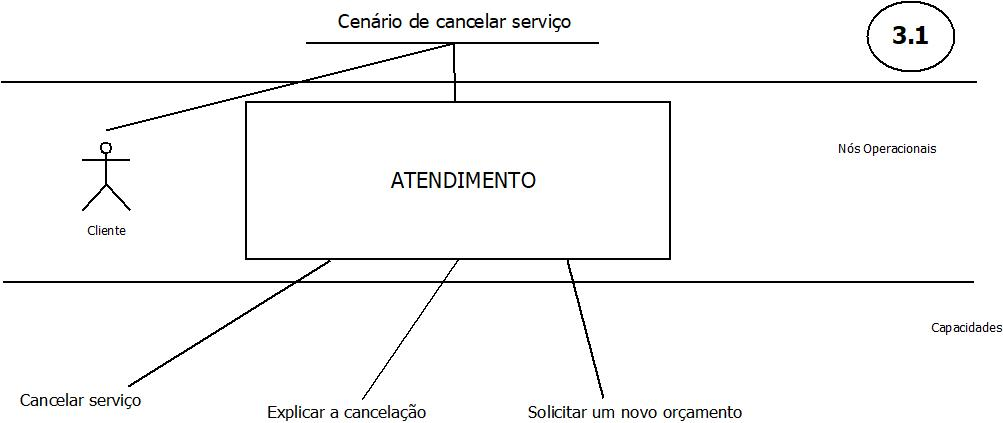 Cenário de cancelar serviço
3.1
Nós Operacionais
ATENDIMENTO
Cliente
Capacidades
Cancelar serviço
Explicar a cancelação
Solicitar um novo orçamento